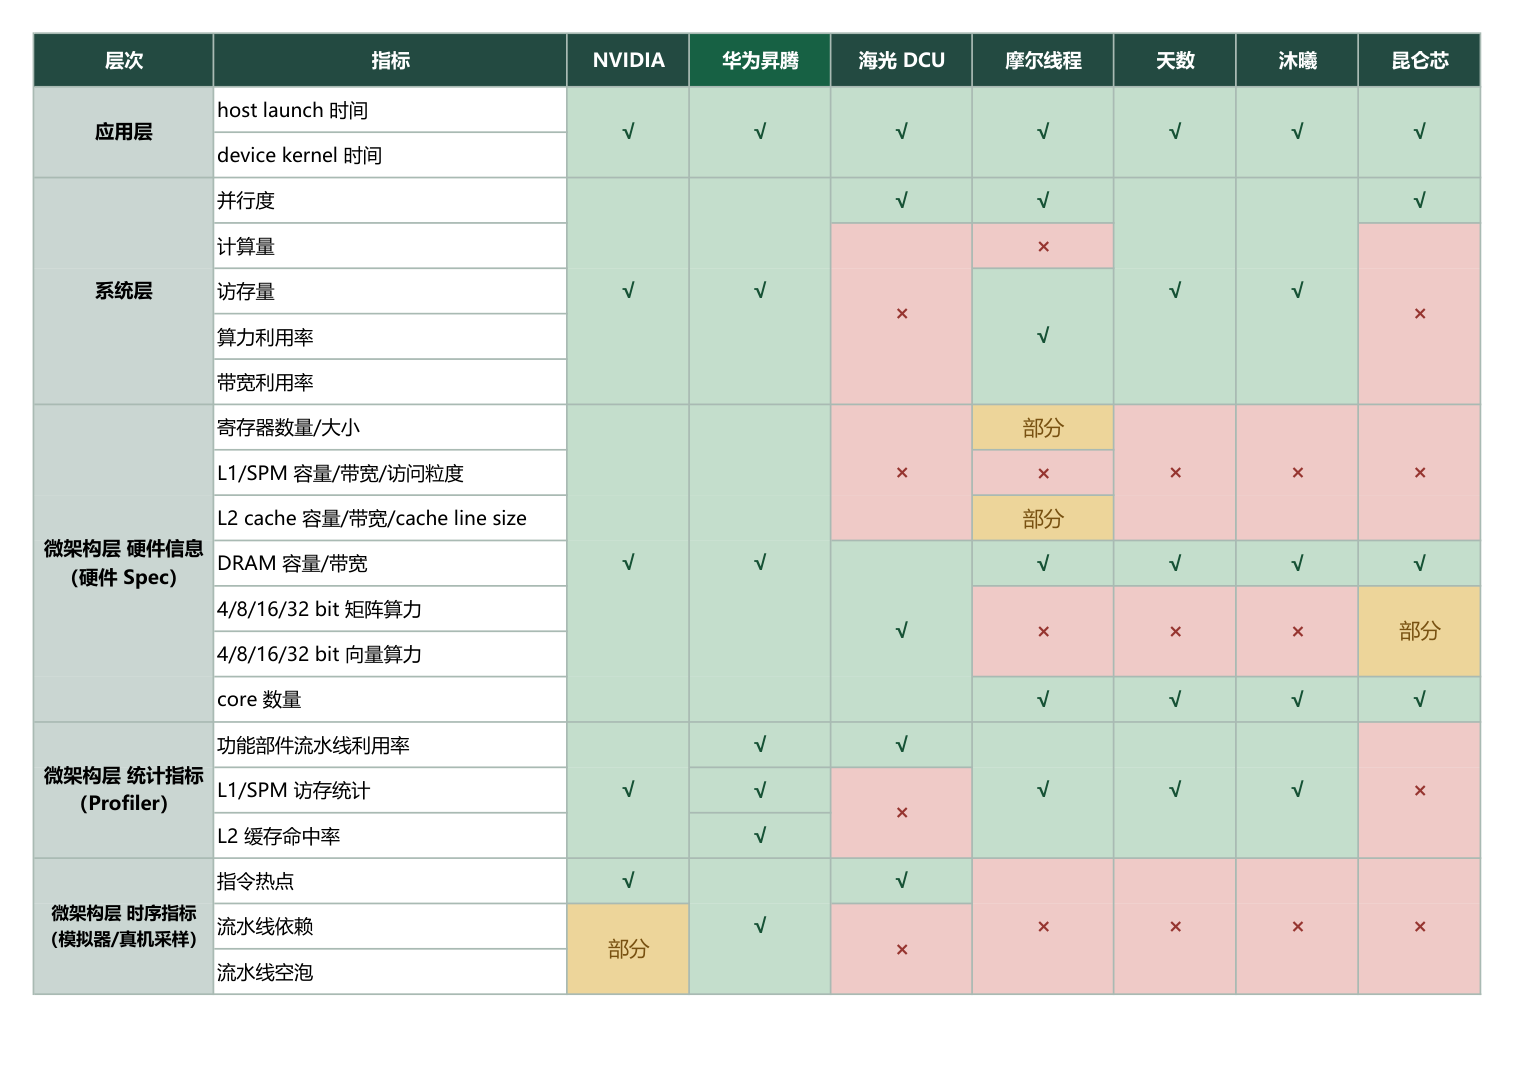 层次 指标 NVIDIA 华为昇腾 海光 DCU 摩尔线程 天数 沐曦 昆仑芯
应用层
host launch 时间
√ √ √ √ √ √ √
device kernel 时间
系统层
并行度
√ √ √
计算量
×
访存量
√ √ √ √
× ×
算力利用率
√
带宽利用率
微架构层 硬件信息
（硬件 Spec）
寄存器数量/大小
部分
L1/SPM 容量/带宽/访问粒度
× × × × ×
L2 cache 容量/带宽/cache line size
部分
DRAM 容量/带宽
√ √ √ √ √ √
4/8/16/32 bit 矩阵算力
√ × × × 部分
4/8/16/32 bit 向量算力
core 数量
√ √ √ √
微架构层 统计指标
（Profiler）
功能部件流水线利用率
√ √
L1/SPM 访存统计
√ √ √ √ √ ×
×
L2 缓存命中率
√
微架构层 时序指标
（模拟器/真机采样）
指令热点
√ √
流水线依赖
√ × × × ×
部分 ×
流水线空泡